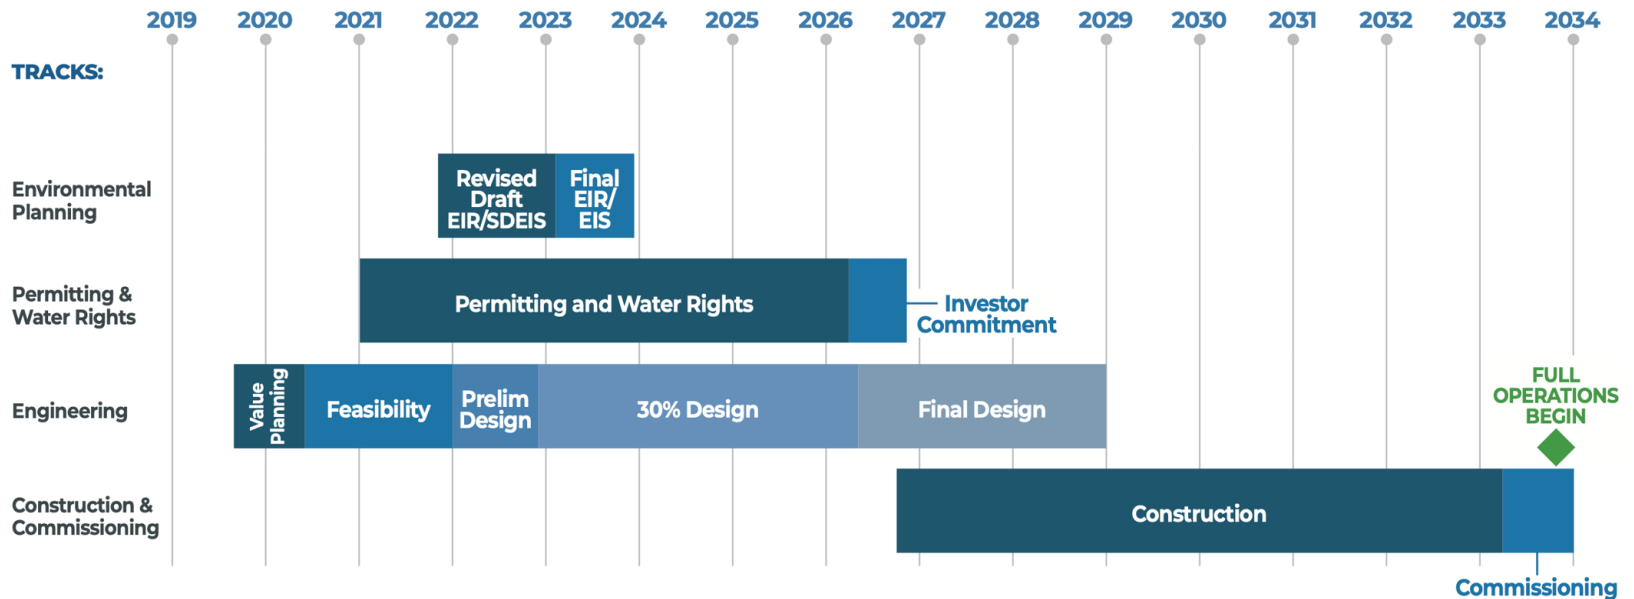 2019 2020 2021 2022 2023 2024 2025 2026 2027 2028 2029 2030 2031 2032 2033 2034
TRACKS:
Environmental
Planning
Revised
Draft
EIR/SDEIS
Final
EIR/
EIS
Permitting &
Water Rights
Permitting and Water Rights
Investor
Commitment
Engineering
Value
Planning
Feasibility
Prelim
Design
30% Design
Final Design
FULL
OPERATIONS
BEGIN
Construction &
Commissioning
Construction
Commissioning